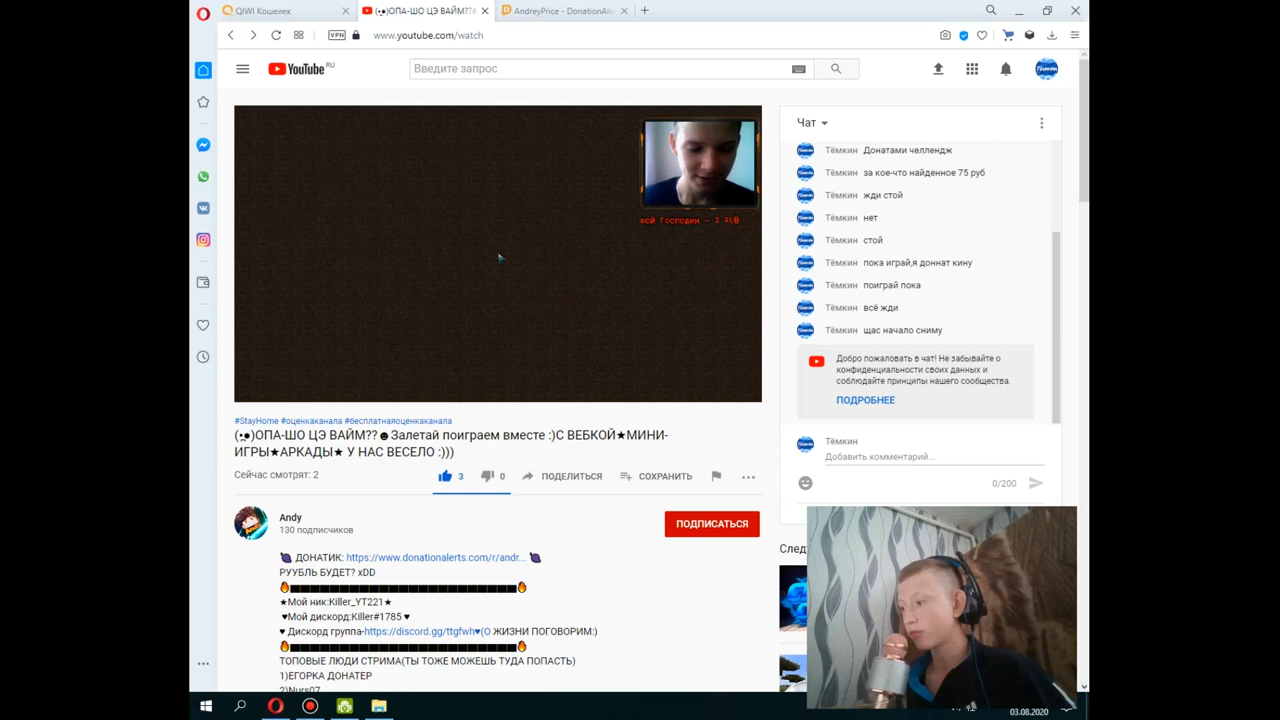 QIWI Кошелек
(•̪●)ОПА-ШО ЦЭ ВАЙМ??☻
AndreyPrice - DonationAle
VPN
www.youtube.com/watch
YouTube RU
Введите запрос
Чат
Тёмкин Донатами челлендж
Тёмкин за кое-что найденное 75 руб
Тёмкин жди стой
Тёмкин нет
Тёмкин стой
Тёмкин пока играй,я доннат кину
Тёмкин поиграй пока
Тёмкин всё жди
Тёмкин щас начало сниму
Добро пожаловать в чат! Не забывайте о
конфиденциальности своих данных и
соблюдайте принципы нашего сообщества.
ПОДРОБНЕЕ
Тёмкин
Добавить комментарий...
0/200
Господин - 2 RUB
#StayHome #оценкаканала #бесплатнаяоценкаканала
(•̪●)ОПА-ШО ЦЭ ВАЙМ??☻Залетай поиграем вместе :)С ВЕБКОЙ★МИНИ-
ИГРЫ★АРКАДЫ★ У НАС ВЕСЕЛО :)))
Сейчас смотрят: 2
3
0
ПОДЕЛИТЬСЯ
СОХРАНИТЬ
Andy
130 подписчиков
ПОДПИСАТЬСЯ
ДОНАТИК: https://www.donationalerts.com/r/andr...
РУУБЛЬ БУДЕТ? xDD
★Мой ник:Killer_YT221★
♥Мой дискорд:Killer#1785♥
♥ Дискорд группа-https://discord.gg/ttgfwh♥(О ЖИЗНИ ПОГОВОРИМ:)
ТОПОВЫЕ ЛЮДИ СТРИМА(ТЫ ТОЖЕ МОЖЕШЬ ТУДА ПОПАСТЬ)
1)ЕГОРКА ДОНАТЕР
2)Nurs07
След
03.08.2020